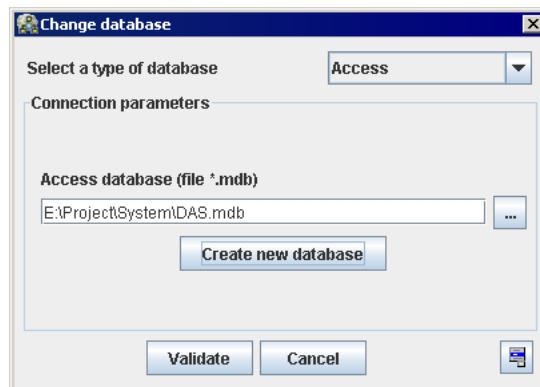 Change database
Select a type of database Access
Connection parameters
Access database (file *.mdb)
E:\Project\System\DAS.mdb ...
Create new database
Validate Cancel